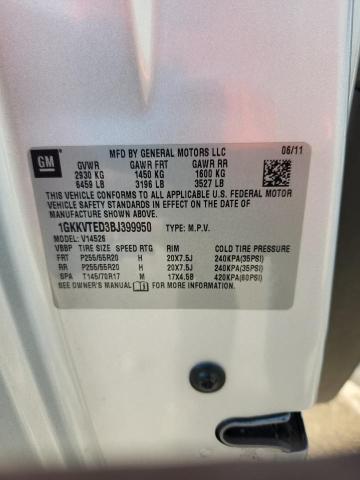 GM
MFD BY GENERAL MOTORS LLC 06/11
GVWR GAWR FRT GAWR RR
2930 KG 1450 KG 1600 KG
6459 LB 3196 LB 3527 LB
THIS VEHICLE CONFORMS TO ALL APPLICABLE U.S. FEDERAL MOTOR
VEHICLE SAFETY STANDARDS IN EFFECT ON THE DATE OF
MANUFACTURE SHOWN ABOVE.
1GKKVTED3BJ399950 TYPE: M.P.V.
MODEL: V14526
VBBP TIRE SIZE SPEED RTG RIM COLD TIRE PRESSURE
FRT P255/55R20 H 20X7.5J 240KPA(35PSI)
RR P255/55R20 H 20X7.5J 240KPA(35PSI)
SPA T145/70R17 M 17X4.5B 420KPA(60PSI)
SEE OWNER'S MANUAL FOR MORE INFORMATION